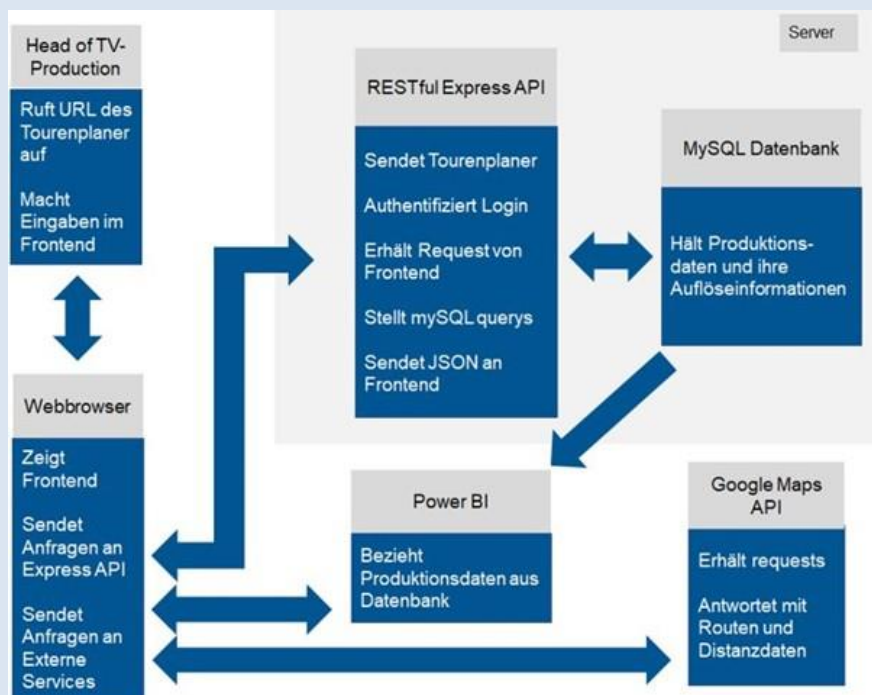 Head of TV-
Production
Ruft URL des
Tourenplaner
auf
Macht
Eingaben im
Frontend
Server
RESTful Express API
Sendet Tourenplaner
Authentifiziert Login
Erhält Request von
Frontend
Stellt mySQL querys
Sendet JSON an
Frontend
MySQL Datenbank
Hält Produktions-
daten und ihre
Auflöseinformationen
Webbrowser
Zeigt
Frontend
Sendet
Anfragen an
Express API
Sendet
Anfragen an
Externe
Services
Power BI
Bezieht
Produktionsdaten aus
Datenbank
Google Maps
API
Erhält requests
Antwortet mit
Routen und
Distanzdaten